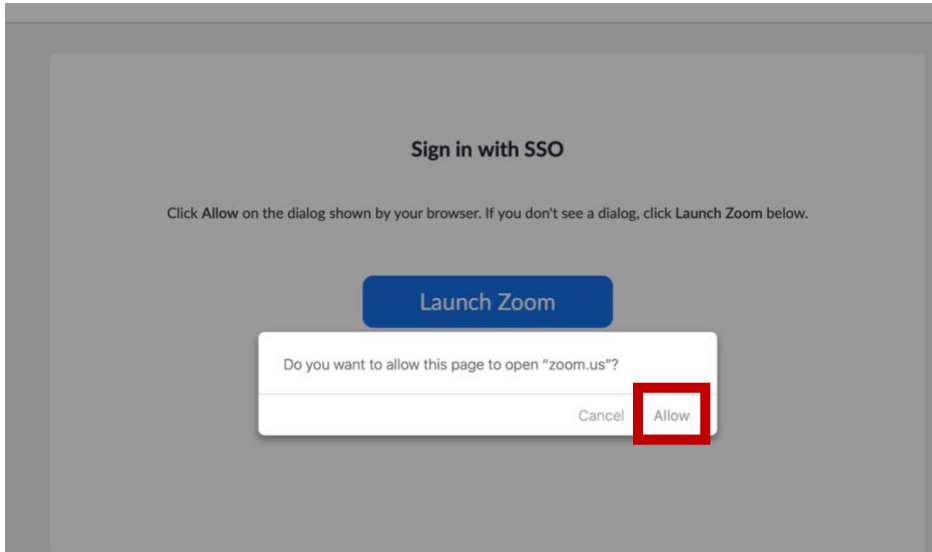 Sign in with SSO
Click Allow on the dialog shown by your browser. If you don't see a dialog, click Launch Zoom below.
Launch Zoom
Do you want to allow this page to open “zoom.us”?
Cancel Allow